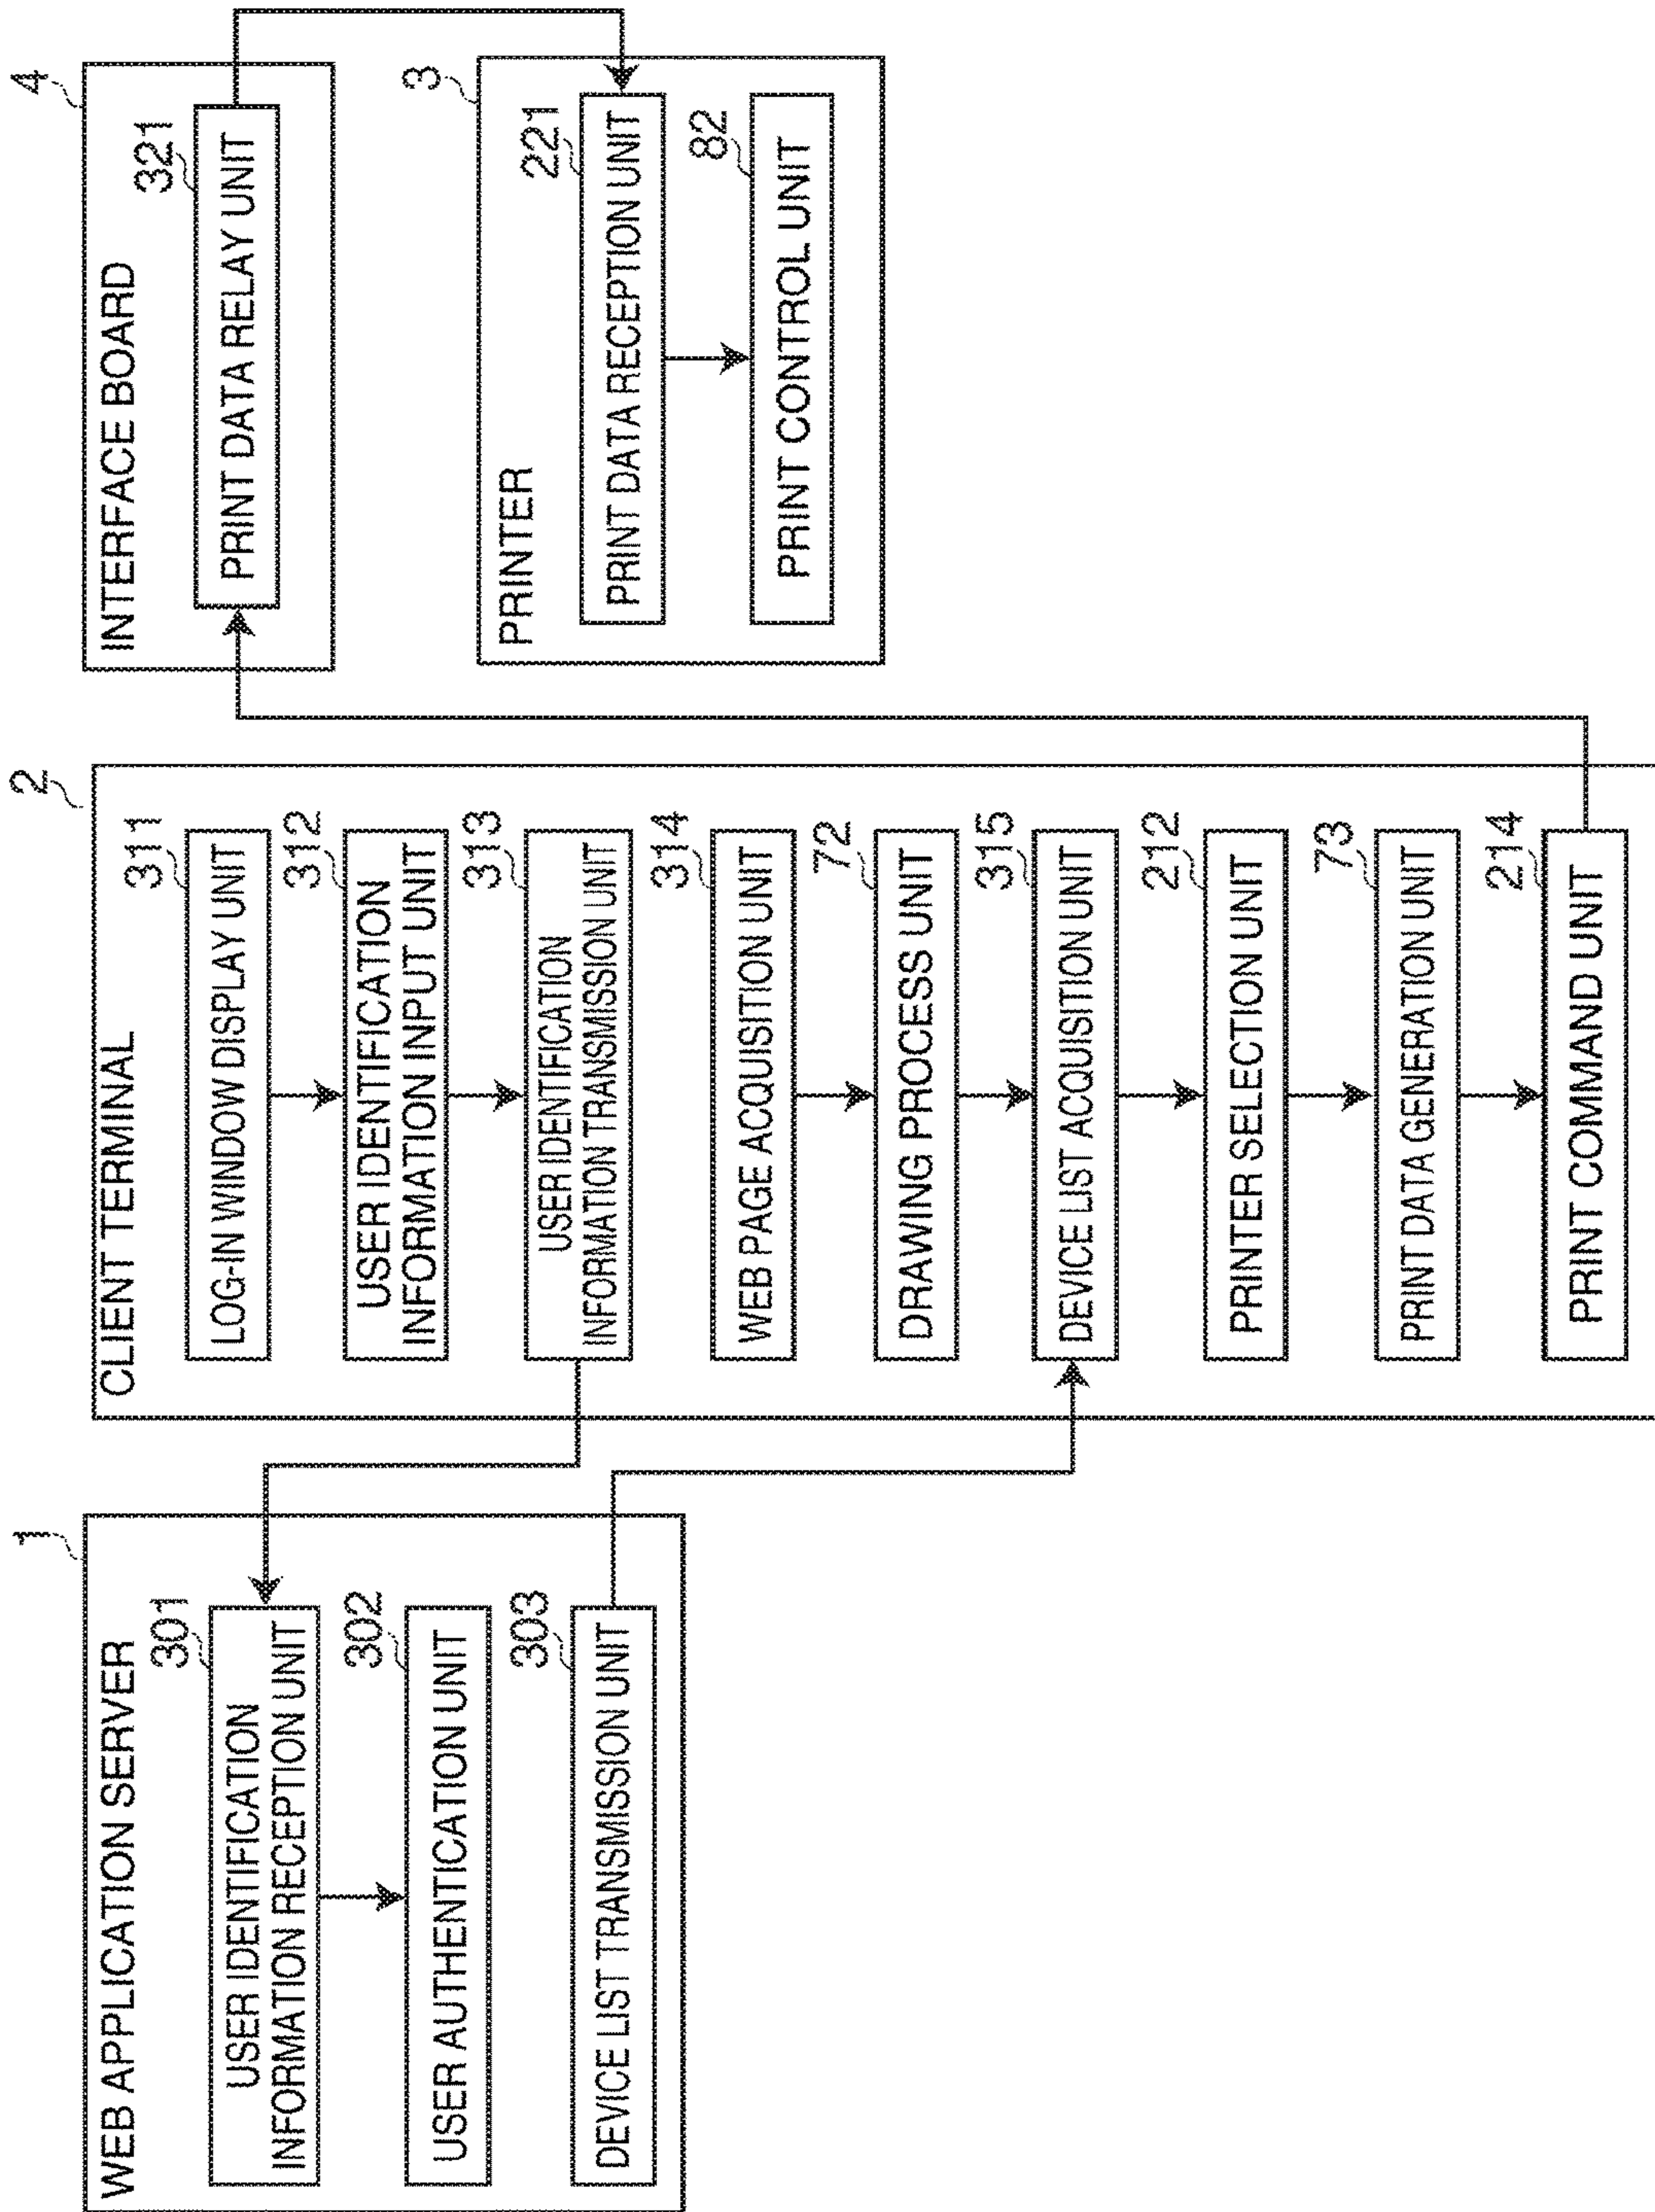 1
WEB APPLICATION SERVER
301
USER IDENTIFICATION
INFORMATION RECEPTION UNIT
302
USER AUTHENTICATION UNIT
303
DEVICE LIST TRANSMISSION UNIT
2
CLIENT TERMINAL
311
LOG-IN WINDOW DISPLAY UNIT
312
USER IDENTIFICATION
INFORMATION INPUT UNIT
313
USER IDENTIFICATION
INFORMATION TRANSMISSION UNIT
314
WEB PAGE ACQUISITION UNIT
72
DRAWING PROCESS UNIT
315
DEVICE LIST ACQUISITION UNIT
212
PRINTER SELECTION UNIT
73
PRINT DATA GENERATION UNIT
214
PRINT COMMAND UNIT
4
INTERFACE BOARD
321
PRINT DATA RELAY UNIT
3
PRINTER
221
PRINT DATA RECEPTION UNIT
82
PRINT CONTROL UNIT